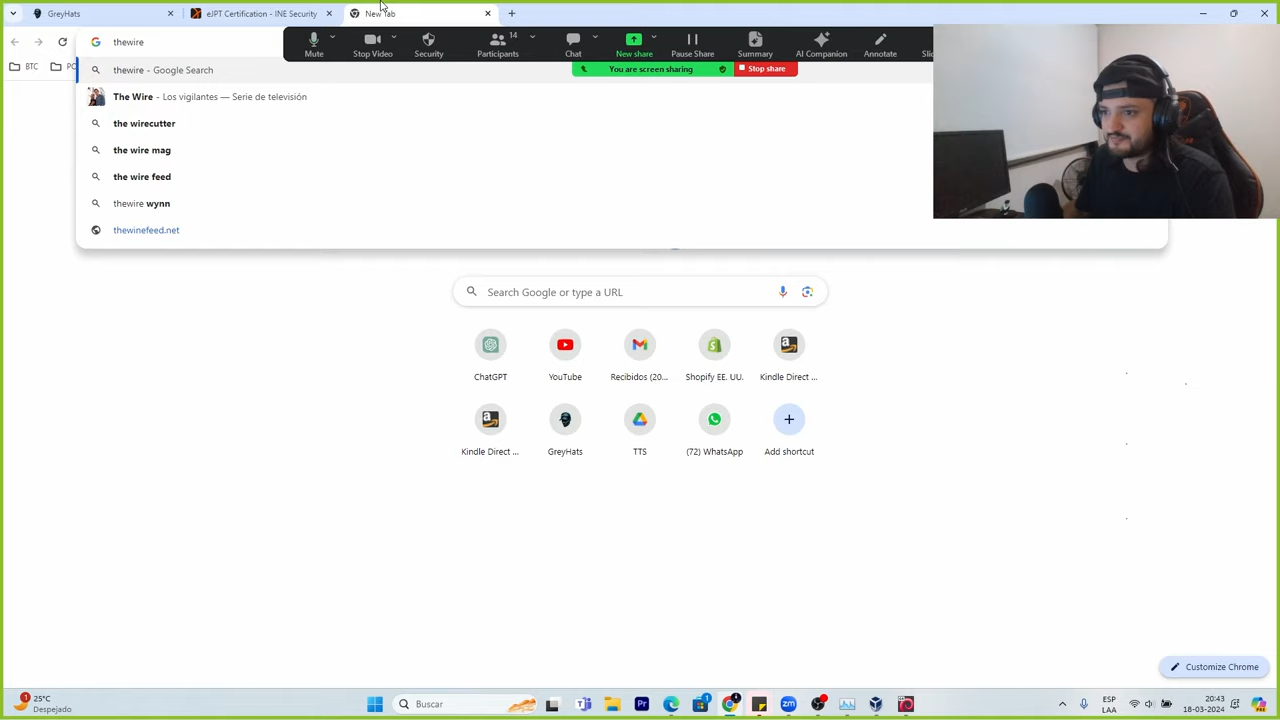 GreyHats
eJPT Certification - INE Security
New Tab
thewire
Mute
Stop Video
Security
14
Participants
Chat
New share
Pause Share
Summary
AI Companion
Annotate
BTC
You are screen sharing
Stop share
thewire - Google Search
The Wire - Los vigilantes — Serie de televisión
the wirecutter
the wire mag
the wire feed
thewire wynn
thewinefeed.net
Search Google or type a URL
ChatGPT
YouTube
Recibidos (20...
Shopify EE. UU.
Kindle Direct ...
Kindle Direct ...
GreyHats
TTS
(72) WhatsApp
Add shortcut
Customize Chrome
1
25°C
Despejado
Buscar
1
zm
ESP
LAA
20:43
18-03-2024